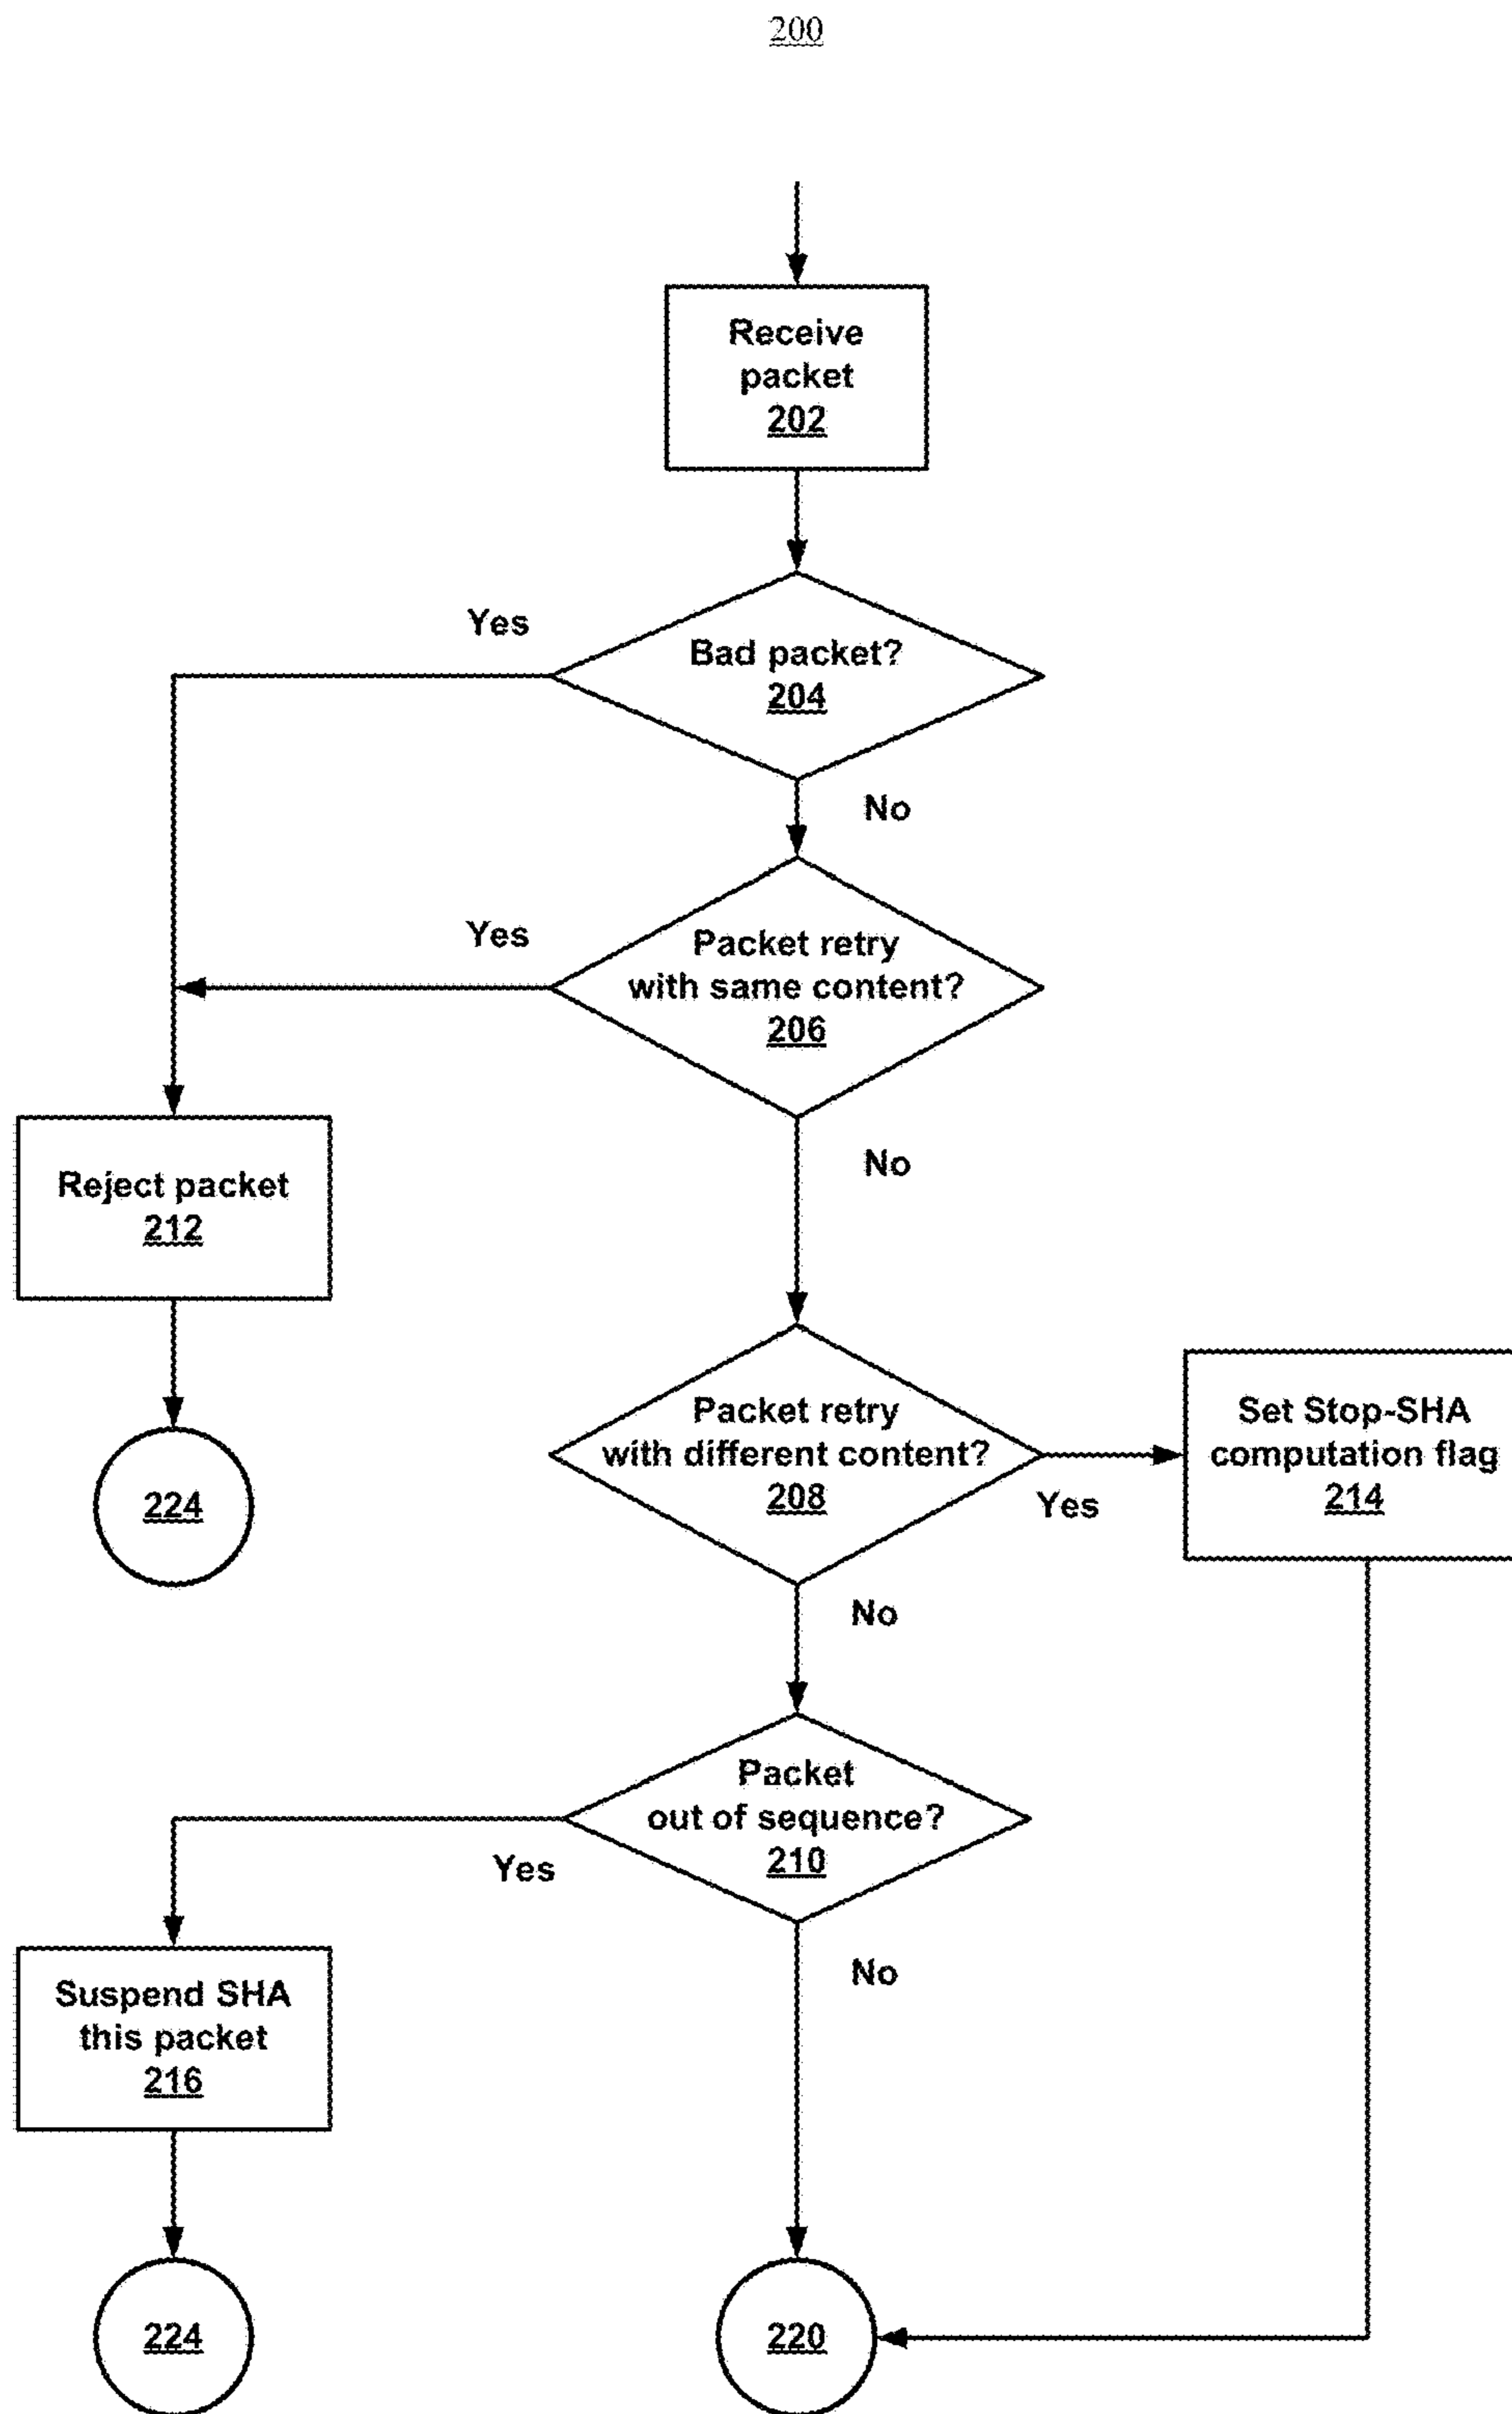 200
Receive
packet
202
Yes
Bad packet?
204
No
Yes
Packet retry
with same content?
206
No
Reject packet
212
Packet retry
with different content?
208
Yes
Set Stop-SHA
computation flag
214
224
No
Packet
out of sequence?
210
Yes
No
Suspend SHA
this packet
216
224
220